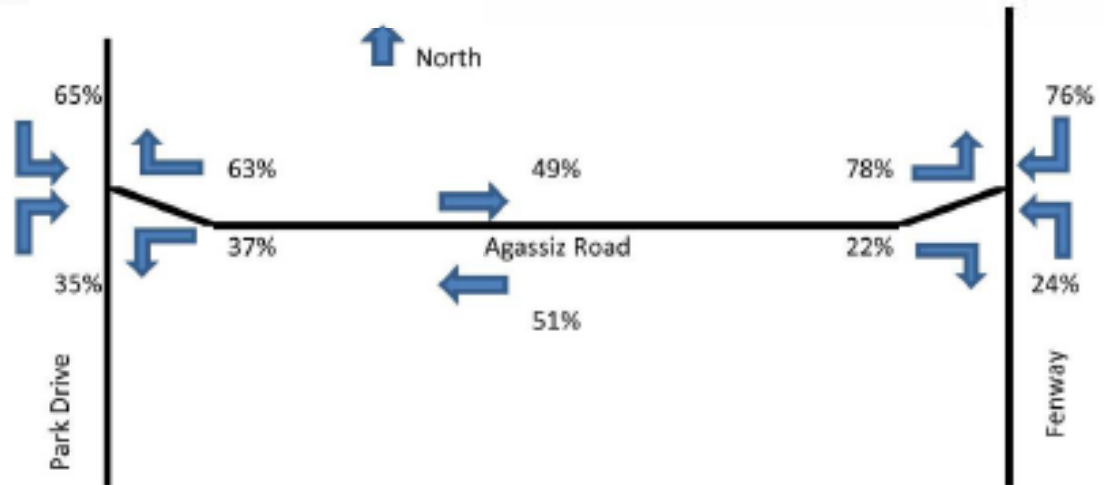 North
65%
76%
63%
49%
78%
37%
Agassiz Road
22%
35%
24%
51%
Park Drive
Fenway